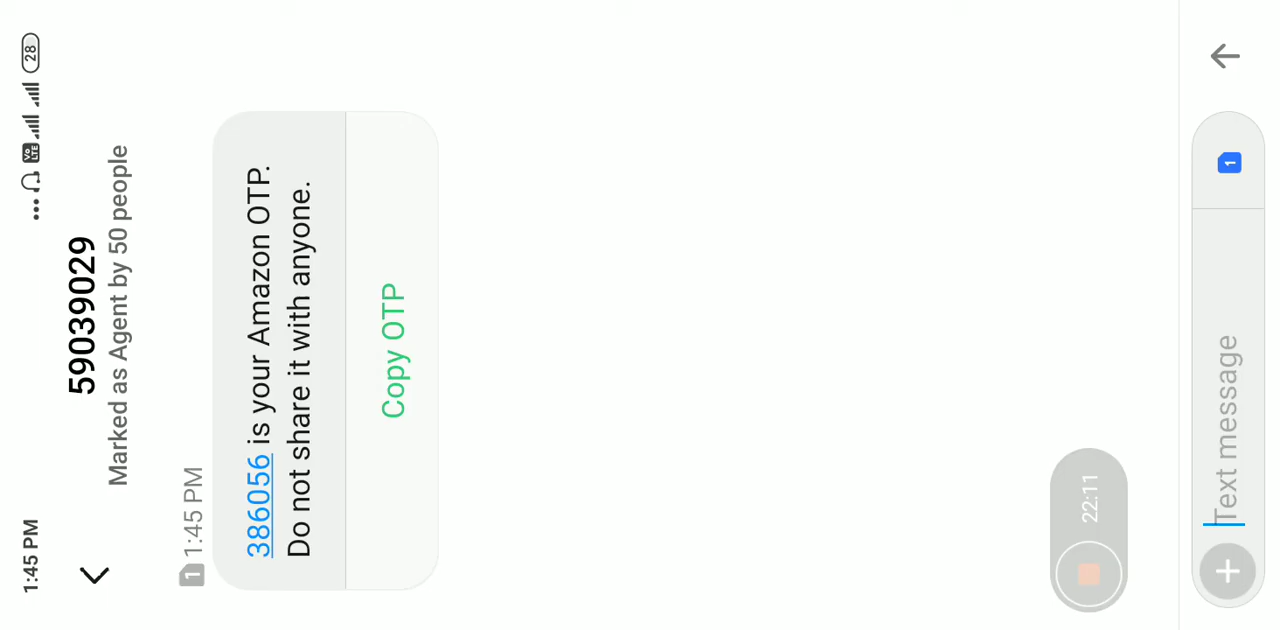 1:45 PM
28
59039029
Marked as Agent by 50 people
1 1:45 PM
386056 is your Amazon OTP.
Do not share it with anyone.
Copy OTP
22:11
Text message
1